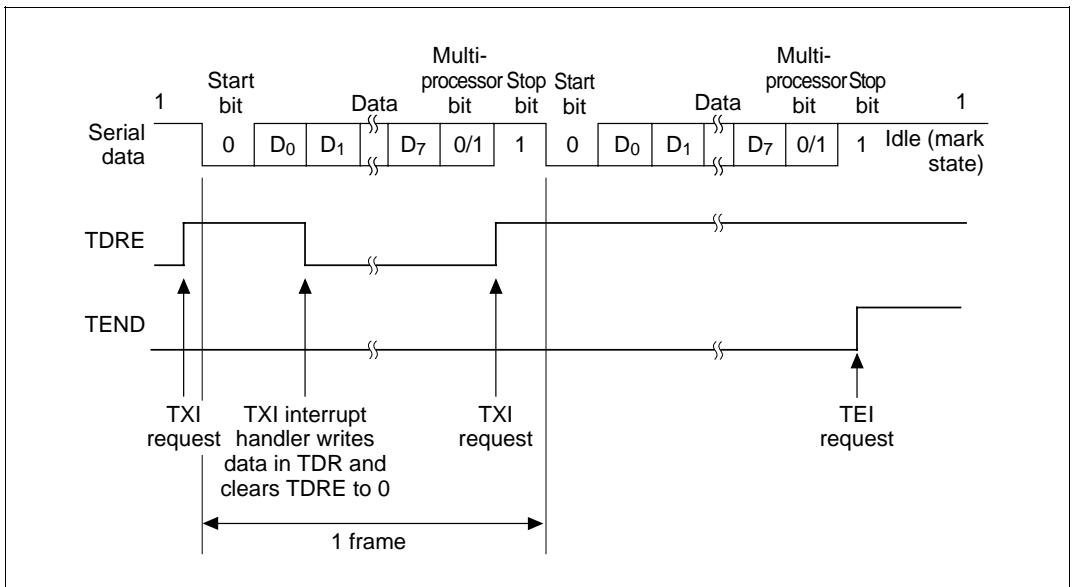 Multi- Multi-
Start processor Stop Start processor Stop
1 bit Data bit bit bit Data bit bit 1
Serial data 0 D0 D1 D7 0/1 1 0 D0 D1 D7 0/1 1 Idle (mark state)
TDRE
TEND
TXI request
TXI interrupt handler writes data in TDR and clears TDRE to 0
TXI request
TEI request
1 frame